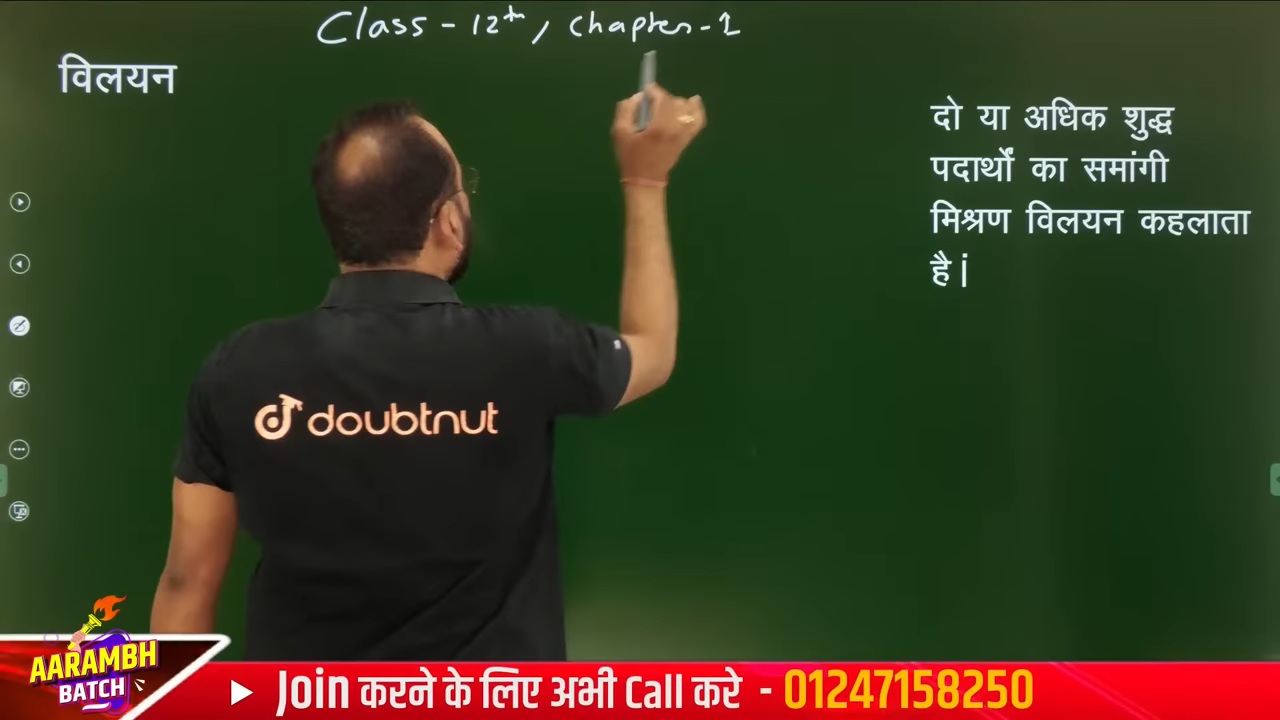 Class - 12th, Chapter-1
विलयन
दो या अधिक शुद्ध
पदार्थों का समांगी
मिश्रण विलयन कहलाता
है i
doubtnut
AARAMBH
BATCH
Join करने के लिए अभी Call करे - 01247158250